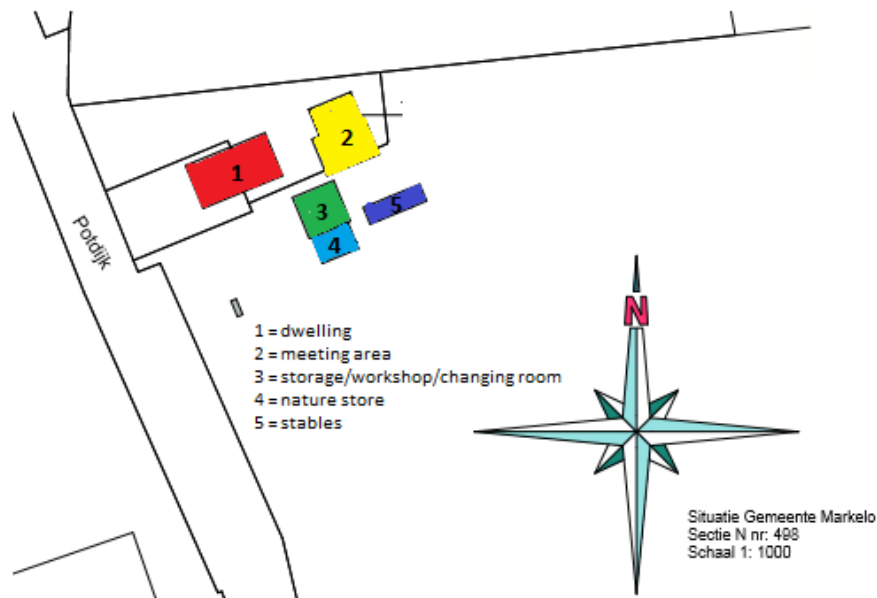 1
2
3
4
5
Potdijk
1 = dwelling
2 = meeting area
3 = storage/workshop/changing room
4 = nature store
5 = stables
N
Situatie Gemeente Markelo
Sectie N nr: 498
Schaal 1: 1000